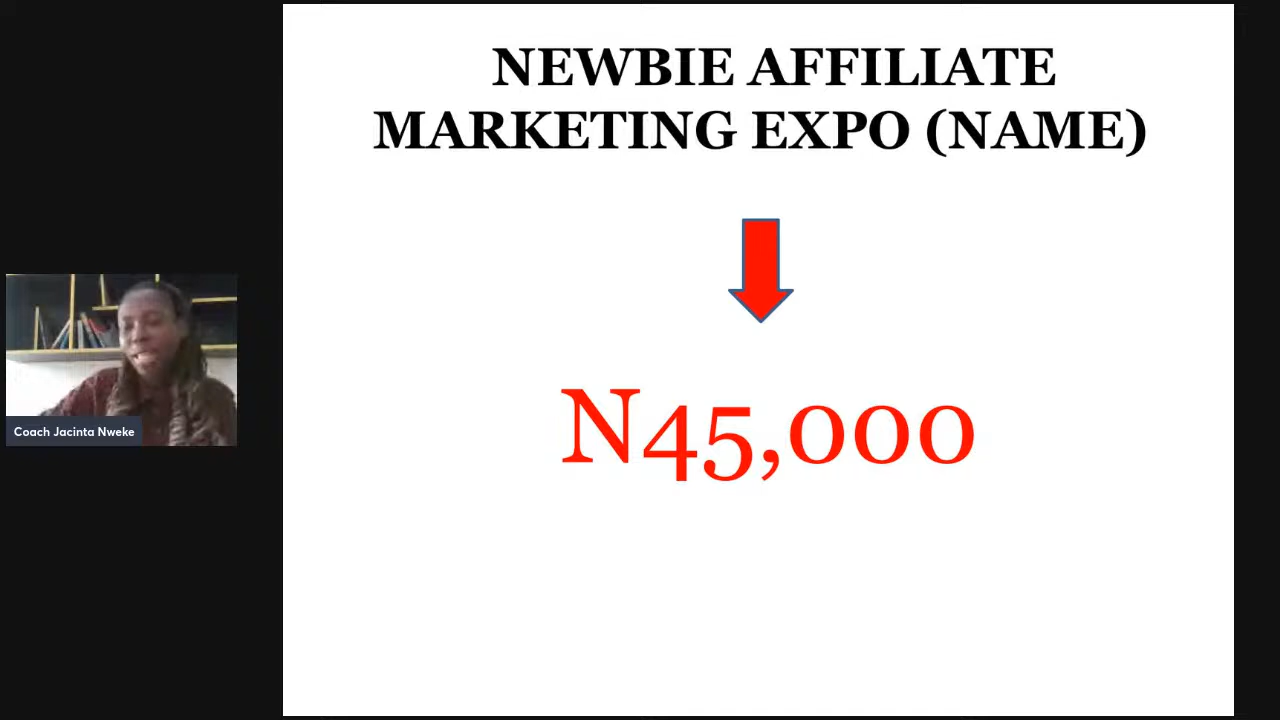 NEWBIE AFFILIATE
MARKETING EXPO (NAME)
N45,000
Coach Jacinta Nweke